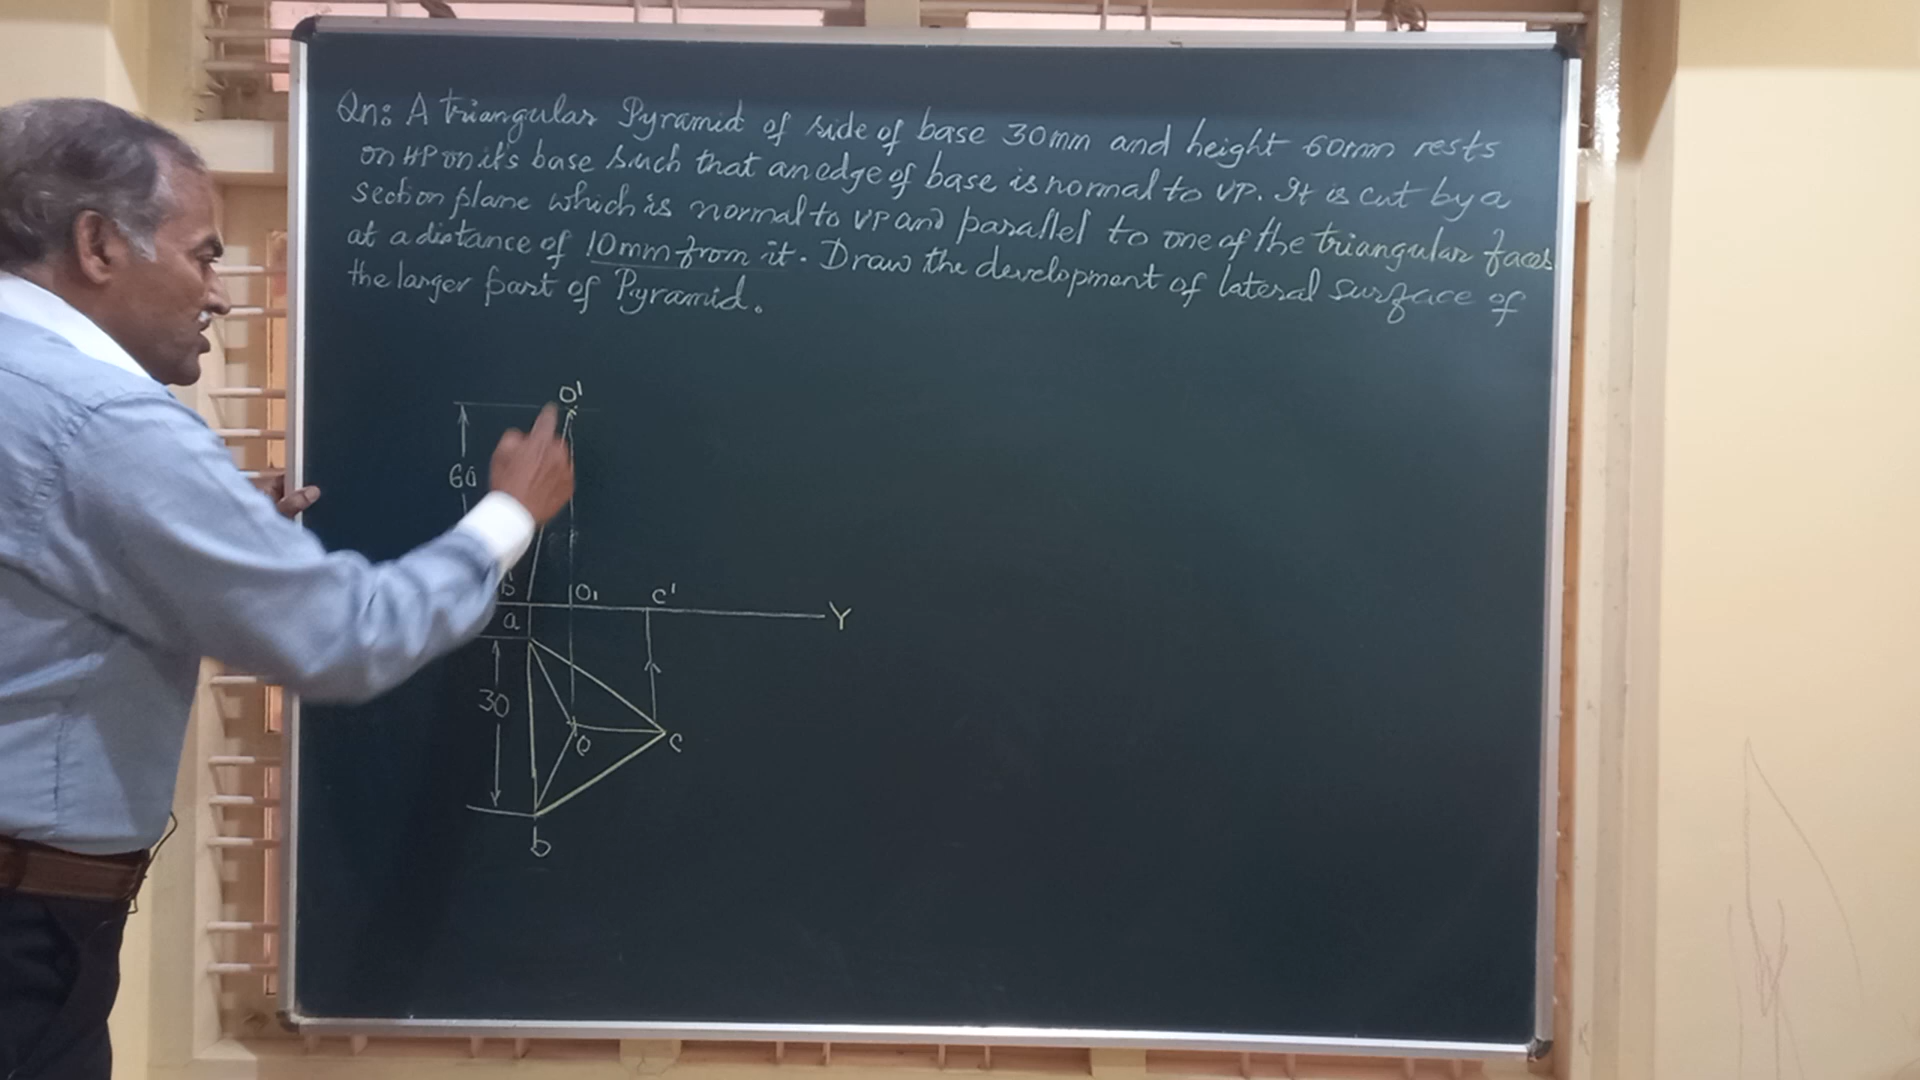 Qn: A triangular Pyramid of side of base 30mm and height 60mm rests
on HP on its base such that an edge of base is normal to VP. It is cut by a
section plane which is normal to VP and parallel to one of the triangular faces
at a distance of 10mm from it. Draw the development of lateral surface of
the larger part of Pyramid.
O'
60
b' O₁ c'
a Y
30
o c
b